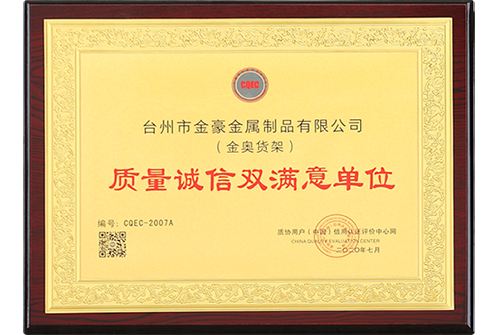 CQEC
台州市金豪金属制品有限公司
（金奥货架）
质量诚信双满意单位
编号: CQEC-2007A
质协用户（中国）信用认证评价中心网
CHINA QUALITY EVALUATION CENTER
二〇二〇年七月